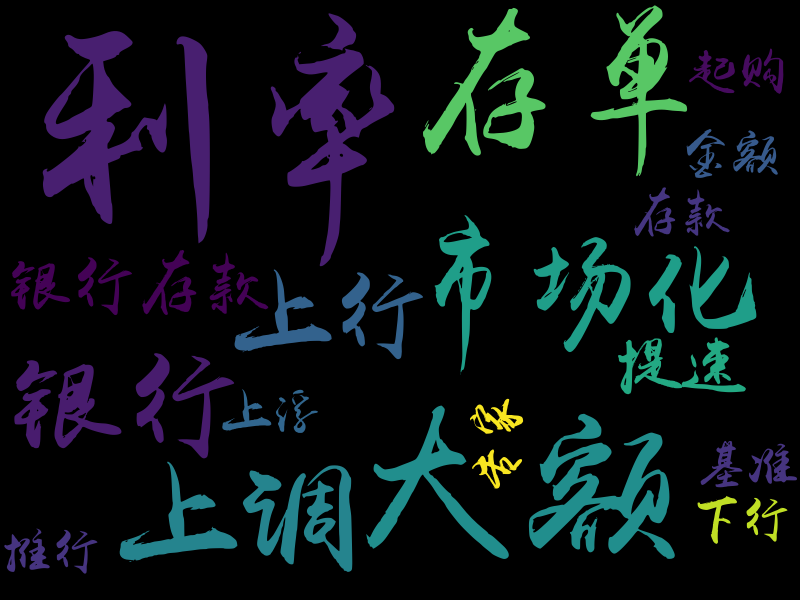 利率
存单
起购
金额
存款
银行存款
上行
市场化
提速
银行
上浮
大额
上调
基准
下行
推行